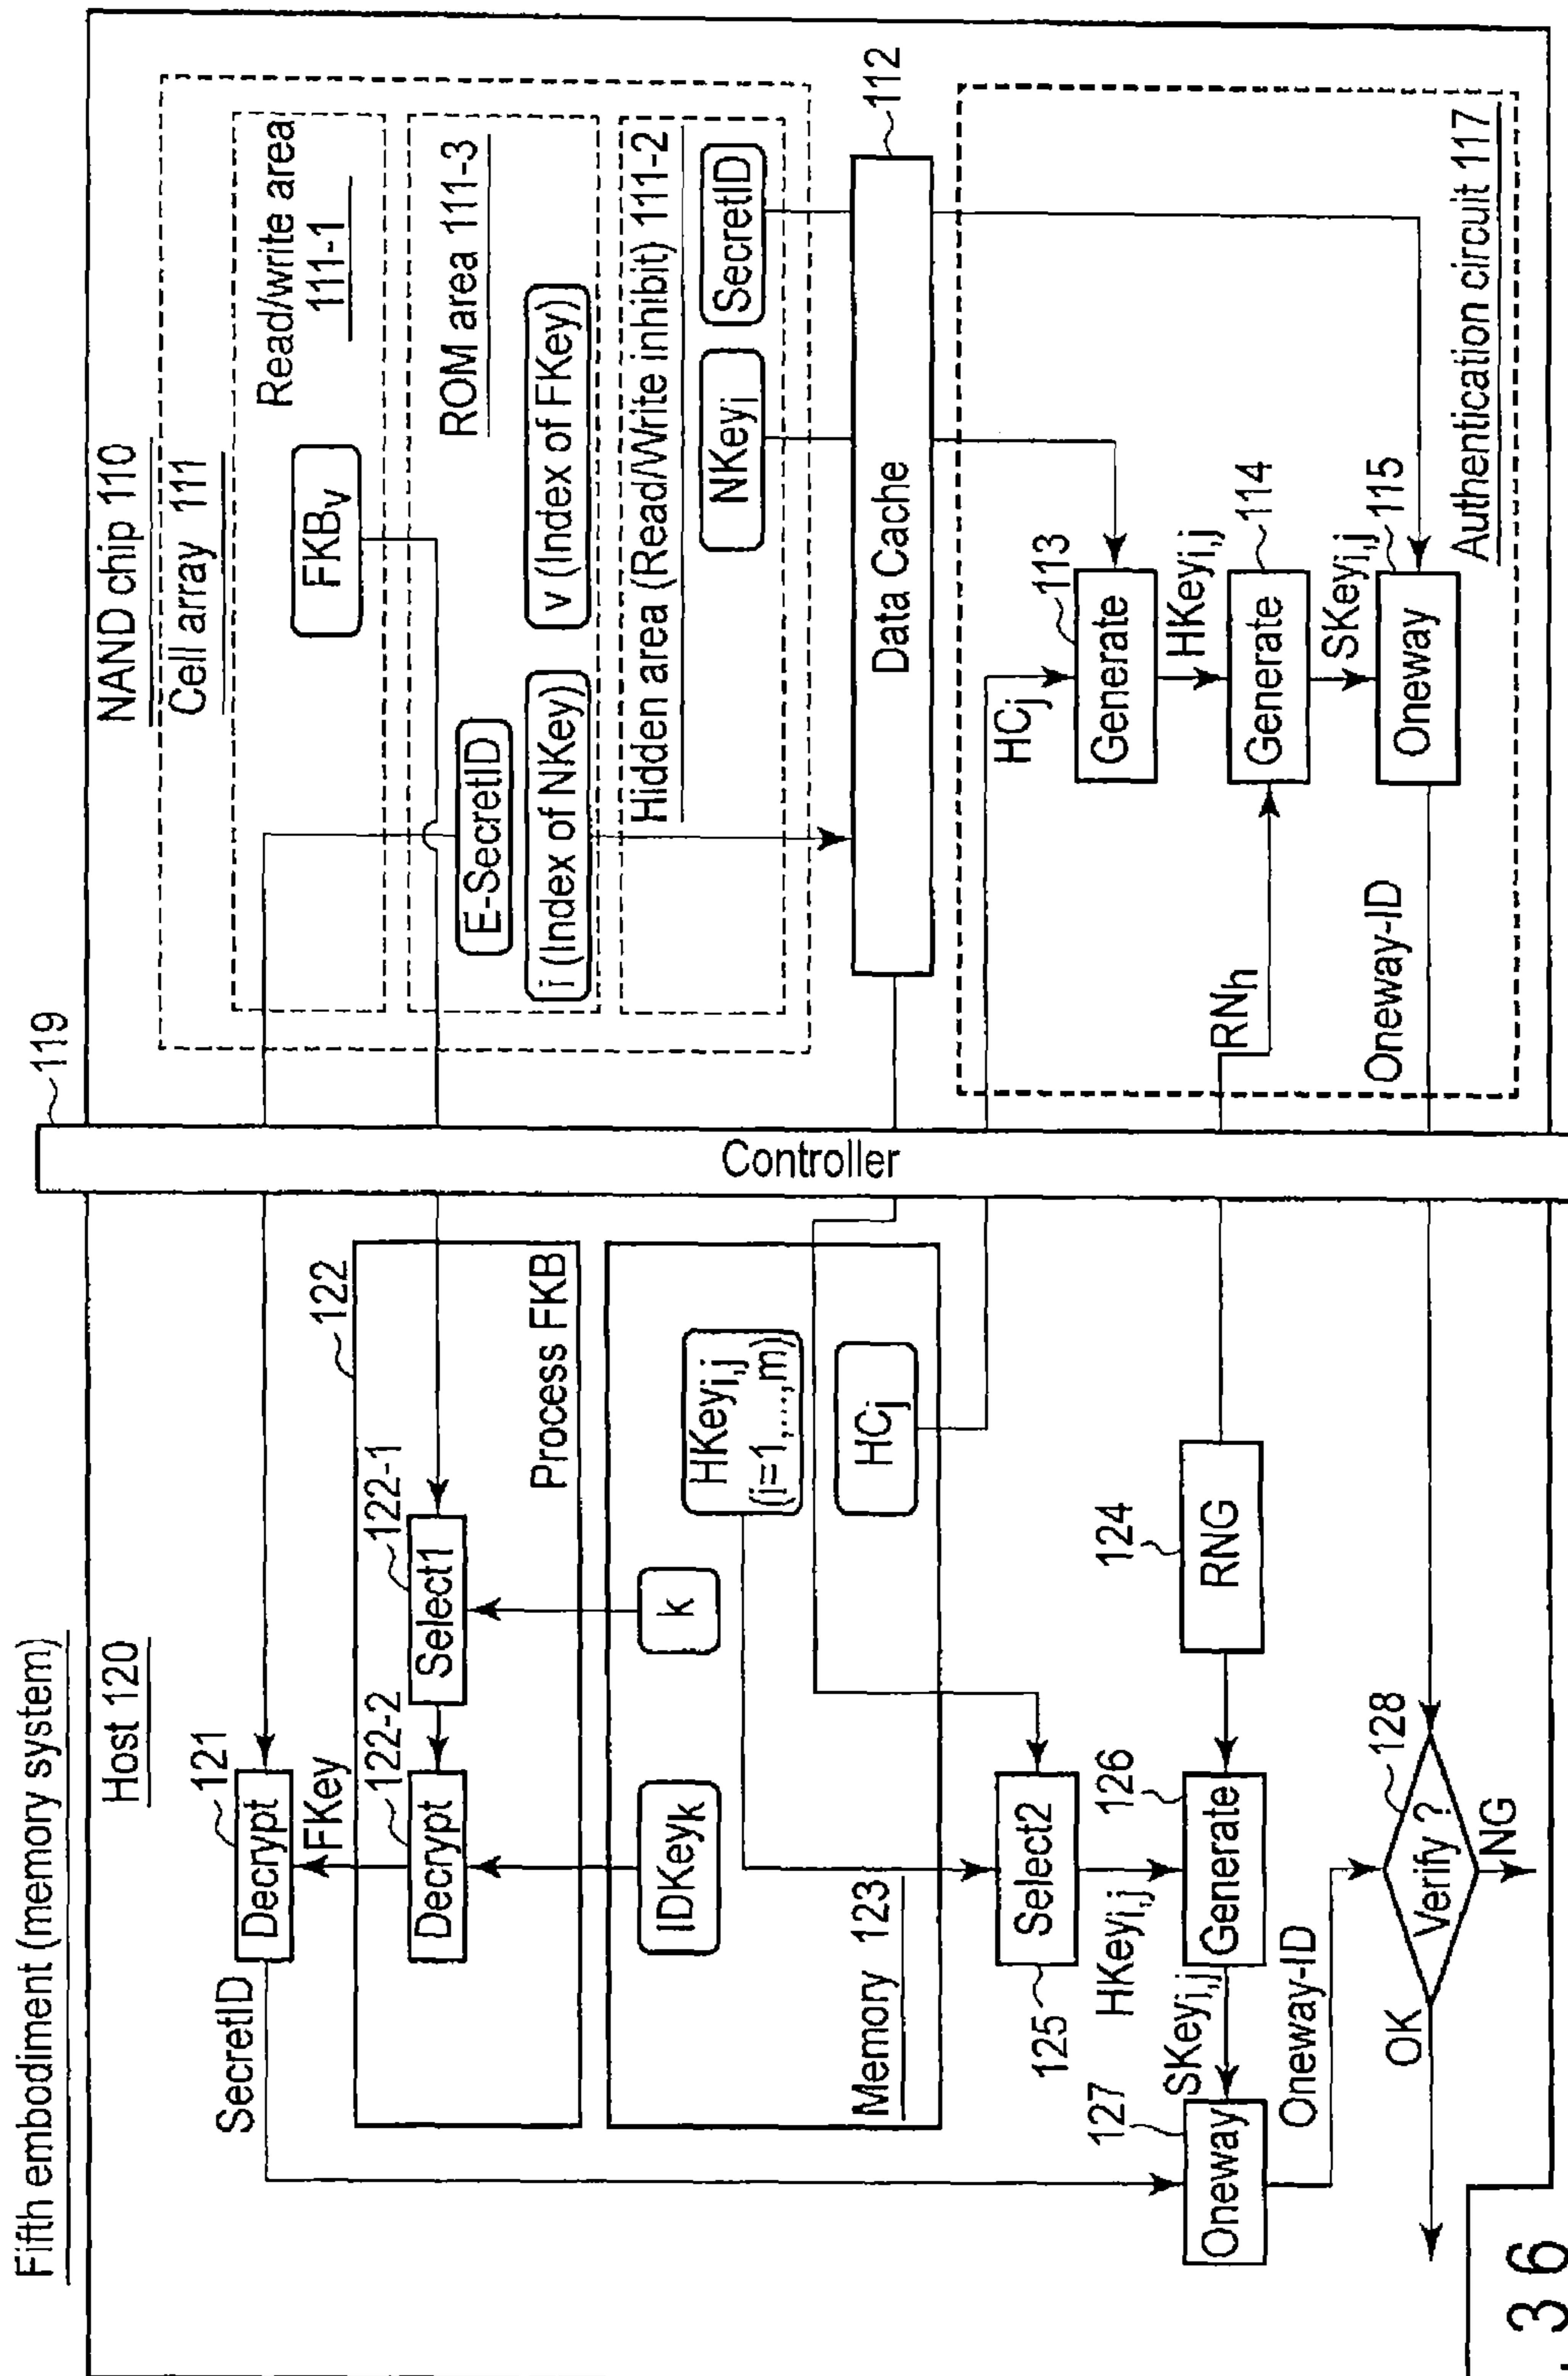 Fifth embodiment (memory system)
Host 120
121
Decrypt
SecretID
FKey
122
122-2
122-1
Decrypt
Select1
Process FKB
IDKeyk
k
HKeyi,j
(i=1,...,m)
HCj
Memory 123
Select2
125
HKeyi,j
126
124
Generate
RNG
SKeyi,j
127
Oneway
Oneway-ID
128
Verify ?
OK
NG
119
Controller
NAND chip 110
Cell array 111
Read/write area
111-1
FKBv
ROM area 111-3
E-SecretID
i (Index of NKey)
v (Index of FKey)
Hidden area (Read/Write inhibit) 111-2
NKeyi
SecretID
112
Data Cache
HCj
113
Generate
HKeyi,j
114
RNh
Generate
SKeyi,j
115
Oneway
Oneway-ID
Authentication circuit 117
. 3 6